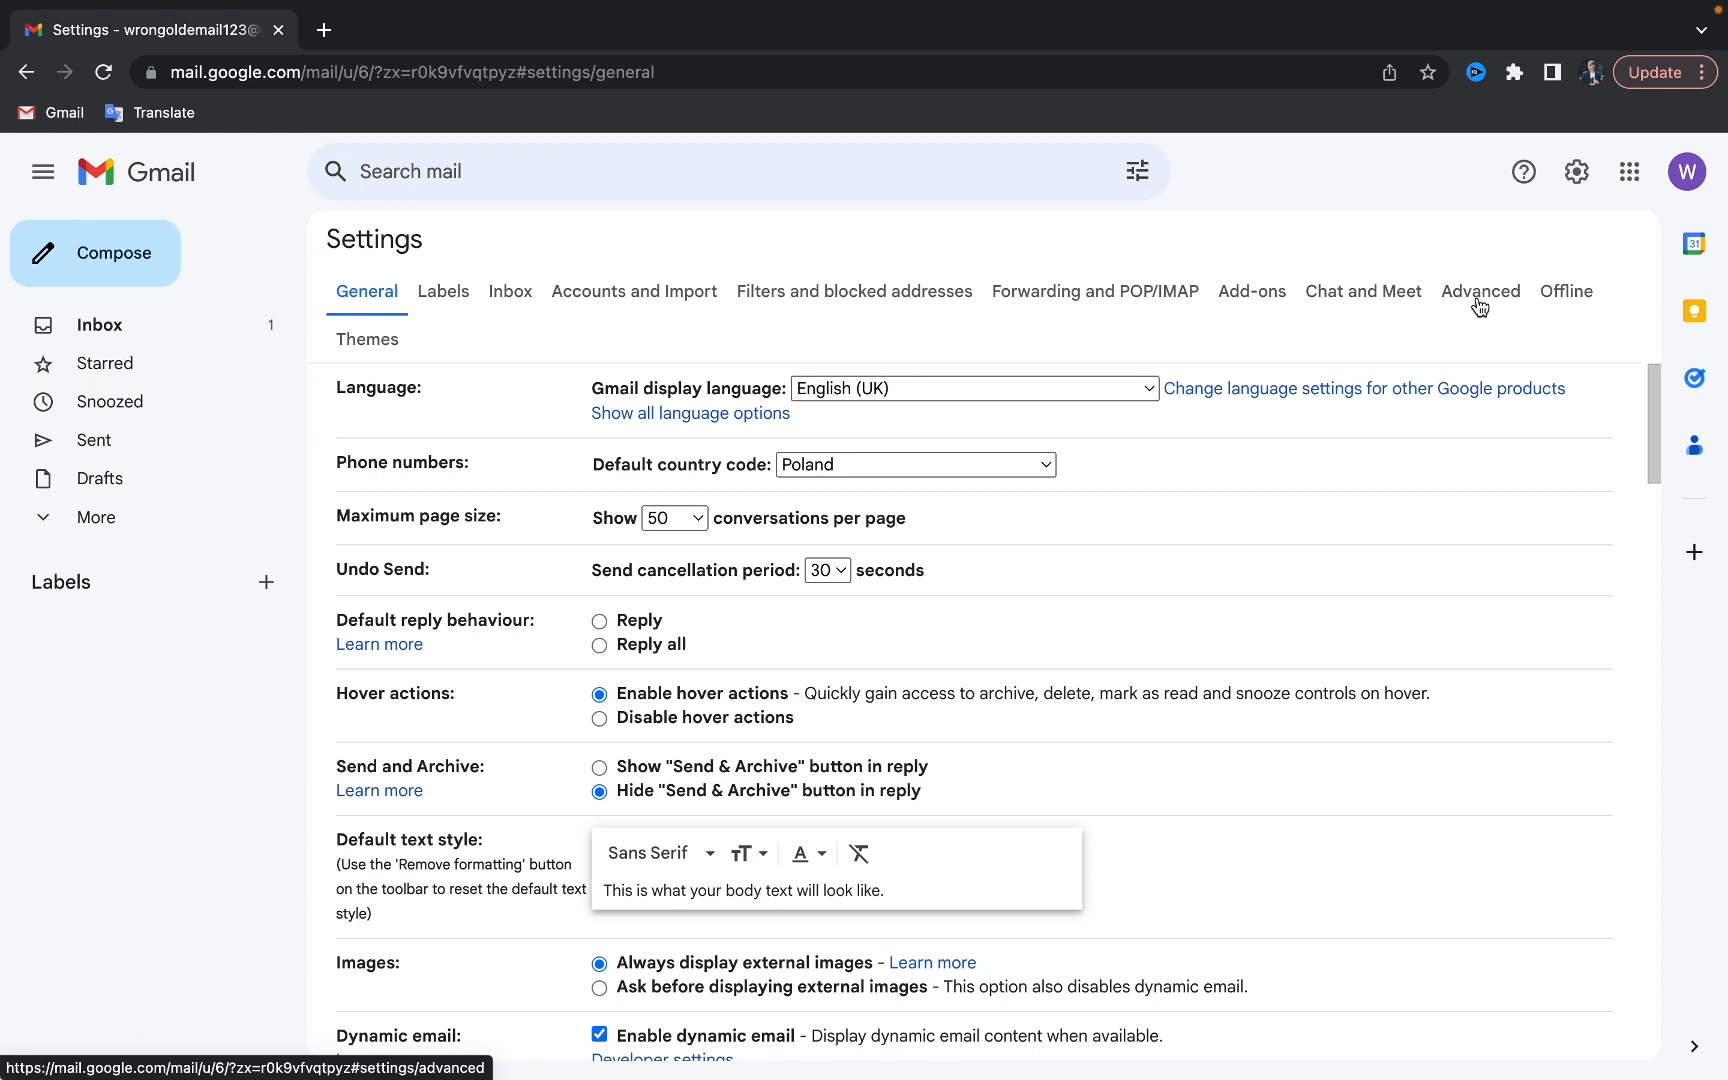 Settings - wrongoldemail123@
mail.google.com/mail/u/6/?zx=r0k9vfvqtpyz#settings/general
Update
Gmail Translate
Gmail
Search mail
W
Compose
Settings
31
General Labels Inbox Accounts and Import Filters and blocked addresses Forwarding and POP/IMAP Add-ons Chat and Meet Advanced Offline
Themes
Inbox 1
Starred
Snoozed
Sent
Drafts
More
Labels
Language: Gmail display language: English (UK) Change language settings for other Google products
Show all language options
Phone numbers: Default country code: Poland
Maximum page size: Show 50 conversations per page
Undo Send: Send cancellation period: 30 seconds
Default reply behaviour: Reply
Learn more Reply all
Hover actions: Enable hover actions - Quickly gain access to archive, delete, mark as read and snooze controls on hover.
Disable hover actions
Send and Archive: Show "Send & Archive" button in reply
Learn more Hide "Send & Archive" button in reply
Default text style:
(Use the 'Remove formatting' button
on the toolbar to reset the default text
style)
Sans Serif
This is what your body text will look like.
Images: Always display external images - Learn more
Ask before displaying external images - This option also disables dynamic email.
Dynamic email: Enable dynamic email - Display dynamic email content when available.
Developer settings
https://mail.google.com/mail/u/6/?zx=r0k9vfvqtpyz#settings/advanced